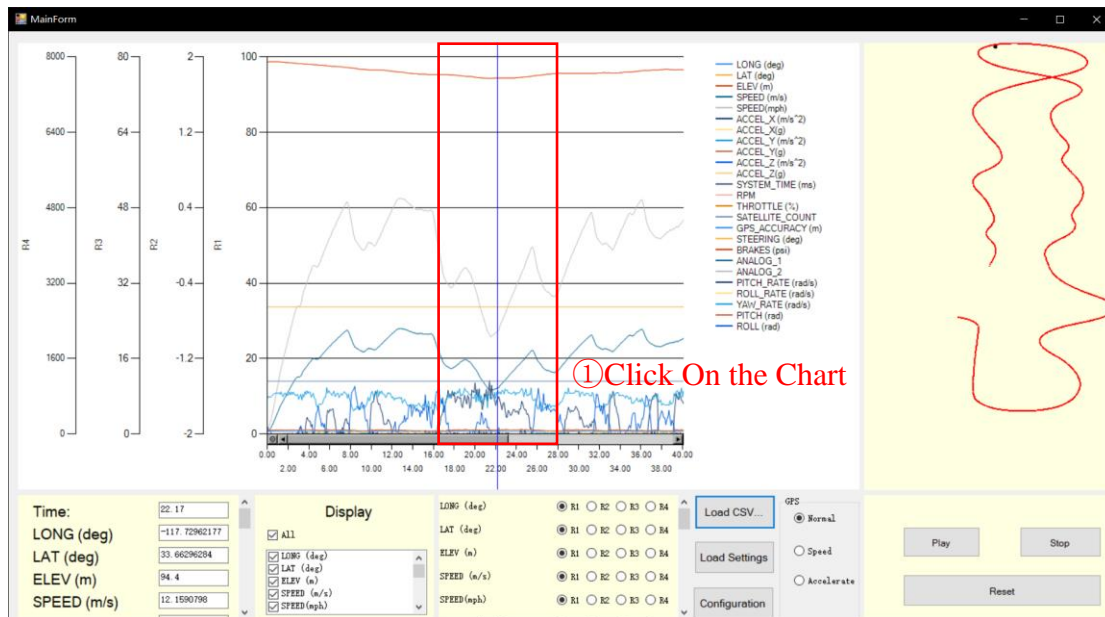 MainForm
8000
6400
4800
3200
1600
0
R4
80
64
48
32
16
0
R3
2
1.2
0.4
-0.4
-1.2
-2
R2
100
80
60
40
20
0
R1
0.00 4.00 8.00 12.00 16.00 20.00 24.00 28.00 32.00 36.00 40.00
2.00 6.00 10.00 14.00 18.00 22.00 26.00 30.00 34.00 38.00
LONG (deg)
LAT (deg)
ELEV (m)
SPEED (m/s)
SPEED(mph)
ACCEL_X (m/s^2)
ACCEL_X(g)
ACCEL_Y (m/s^2)
ACCEL_Y(g)
ACCEL_Z (m/s^2)
ACCEL_Z(g)
SYSTEM_TIME (ms)
RPM
THROTTLE (%)
SATELLITE_COUNT
GPS_ACCURACY (m)
STEERING (deg)
BRAKES (psi)
ANALOG_1
ANALOG_2
PITCH_RATE (rad/s)
ROLL_RATE (rad/s)
YAW_RATE (rad/s)
PITCH (rad)
ROLL (rad)
①Click On the Chart
Time: 22.17
LONG (deg) -117.72962177
LAT (deg) 33.66296284
ELEV (m) 94.4
SPEED (m/s) 12.1590798
Display
All
LONG (deg)
LAT (deg)
ELEV (m)
SPEED (m/s)
SPEED(mph)
LONG (deg) R1 R2 R3 R4
LAT (deg) R1 R2 R3 R4
ELEV (m) R1 R2 R3 R4
SPEED (m/s) R1 R2 R3 R4
SPEED(mph) R1 R2 R3 R4
Load CSV...
Load Settings
Configuration
GPS
Normal
Speed
Accelerate
Play
Stop
Reset